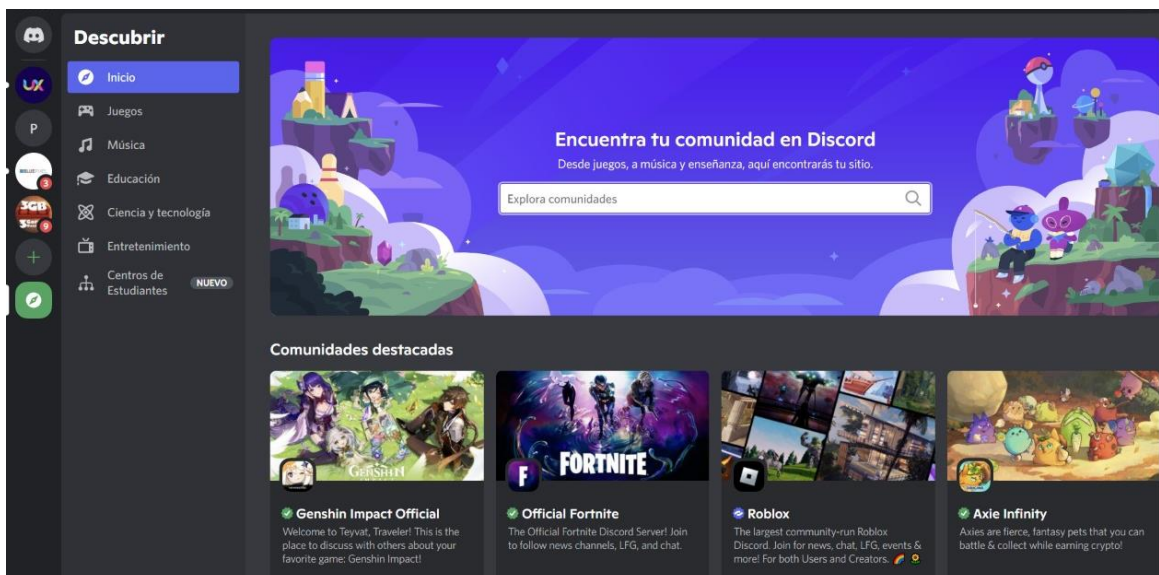 Descubrir
UX
Inicio
Juegos
P
Música
3
Educación
3GB
9
Ciencia y tecnología
Entretenimiento
Centros de
Estudiantes
NUEVO
Encuentra tu comunidad en Discord
Desde juegos, a música y enseñanza, aquí encontrarás tu sitio.
Explora comunidades
Comunidades destacadas
GENSHIN
Genshin Impact Official
Welcome to Teyvat, Traveler! This is the
place to discuss with others about your
favorite game: Genshin Impact!
FORTNITE
F
Official Fortnite
The Official Fortnite Discord Server! Join
to follow news channels, LFG, and chat.
Roblox
The largest community-run Roblox
Discord. Join for news, chat, LFG, events &
more! For both Users and Creators. 🌈 🌻
Axie Infinity
Axies are fierce, fantasy pets that you can
battle & collect while earning crypto!